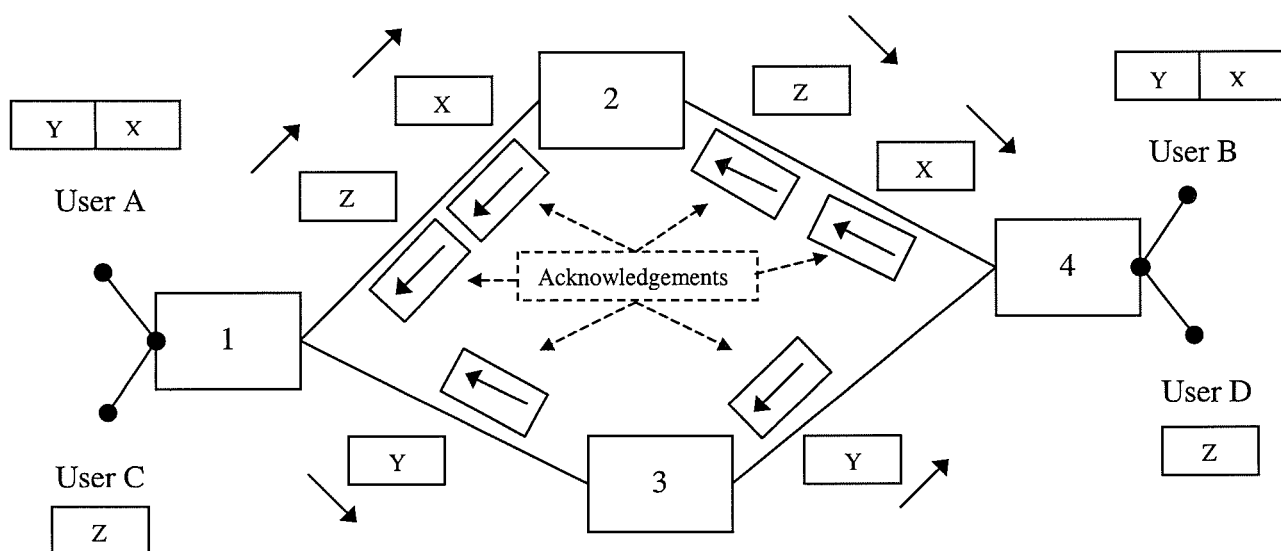 X
2
Z
Y X
Y X
User B
Z
X
User A
Acknowledgements
4
1
User D
Y
Y
Z
User C
3
Z